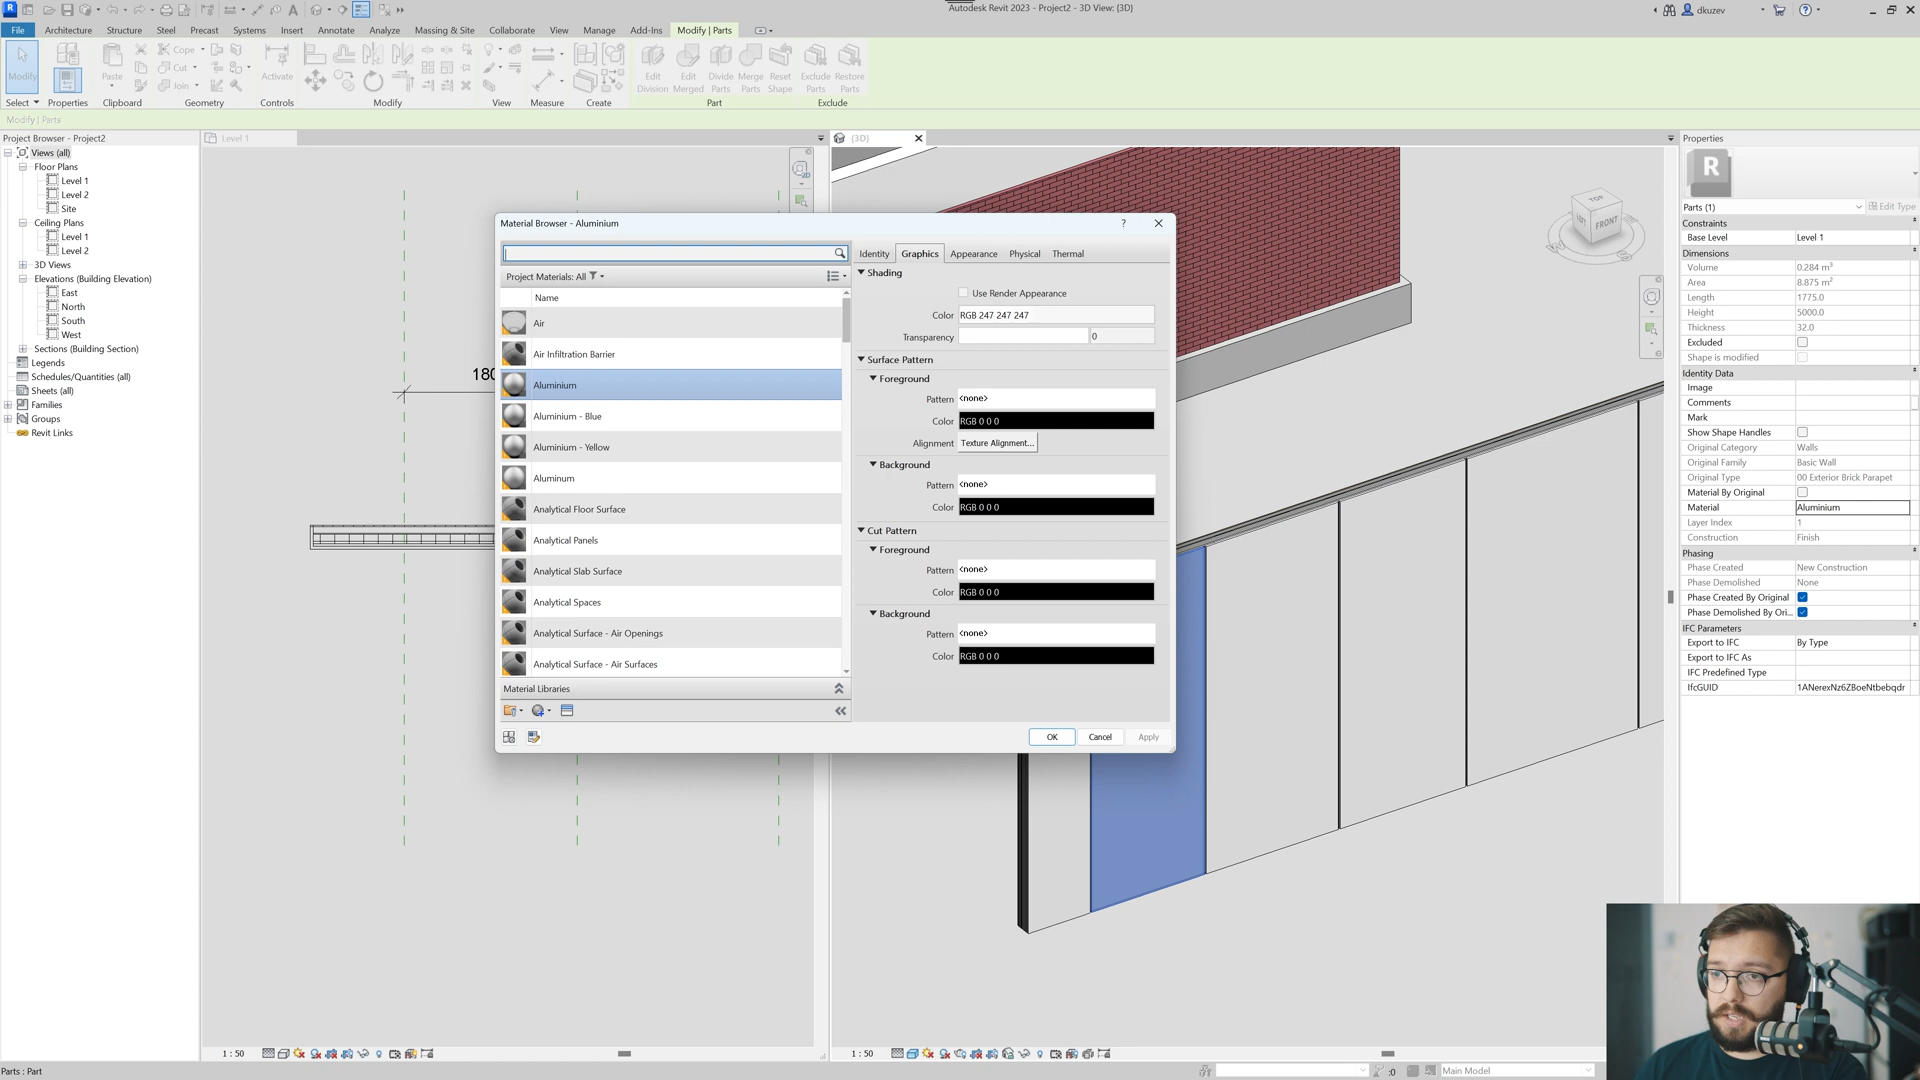 Autodesk Revit 2023 - Project2 - 3D View: {3D}
dkuzev
File
Architecture
Structure
Steel
Precast
Systems
Insert
Annotate
Analyze
Massing & Site
Collaborate
View
Manage
Add-Ins
Modify | Parts
Modify
Paste
Cope
Cut
Join
Activate
Edit Division
Edit Merged
Divide Parts
Merge Parts
Reset Shape
Exclude Parts
Restore Parts
Select
Properties
Clipboard
Geometry
Controls
Modify
View
Measure
Create
Part
Exclude
Modify | Parts
Project Browser - Project2
Views (all)
Floor Plans
Level 1
Level 2
Site
Ceiling Plans
Level 1
Level 2
3D Views
Elevations (Building Elevation)
East
North
South
West
Sections (Building Section)
Legends
Schedules/Quantities (all)
Sheets (all)
Families
Groups
Revit Links
Level 1
180
1 : 50
{3D}
TOP
LEFT
FRONT
W
1 : 50
Material Browser - Aluminium
?
Project Materials: All
Name
Air
Air Infiltration Barrier
Aluminium
Aluminium - Blue
Aluminium - Yellow
Aluminum
Analytical Floor Surface
Analytical Panels
Analytical Slab Surface
Analytical Spaces
Analytical Surface - Air Openings
Analytical Surface - Air Surfaces
Material Libraries
Identity
Graphics
Appearance
Physical
Thermal
Shading
Use Render Appearance
Color RGB 247 247 247
Transparency 0
Surface Pattern
Foreground
Pattern <none>
Color RGB 0 0 0
Alignment Texture Alignment...
Background
Pattern <none>
Color RGB 0 0 0
Cut Pattern
Foreground
Pattern <none>
Color RGB 0 0 0
Background
Pattern <none>
Color RGB 0 0 0
OK
Cancel
Apply
Properties
R
Parts (1)
Edit Type
Constraints
Base Level Level 1
Dimensions
Volume 0.284 m³
Area 8.875 m²
Length 1775.0
Height 5000.0
Thickness 32.0
Excluded
Shape is modified
Identity Data
Image
Comments
Mark
Show Shape Handles
Original Category Walls
Original Family Basic Wall
Original Type 00 Exterior Brick Parapet
Material By Original
Material Aluminium
Layer Index 1
Construction Finish
Phasing
Phase Created New Construction
Phase Demolished None
Phase Created By Original
Phase Demolished By Ori...
IFC Parameters
Export to IFC By Type
Export to IFC As
IFC Predefined Type
IfcGUID 1ANerexNz6ZBoeNtbebqdr
Parts : Part
:0
Main Model